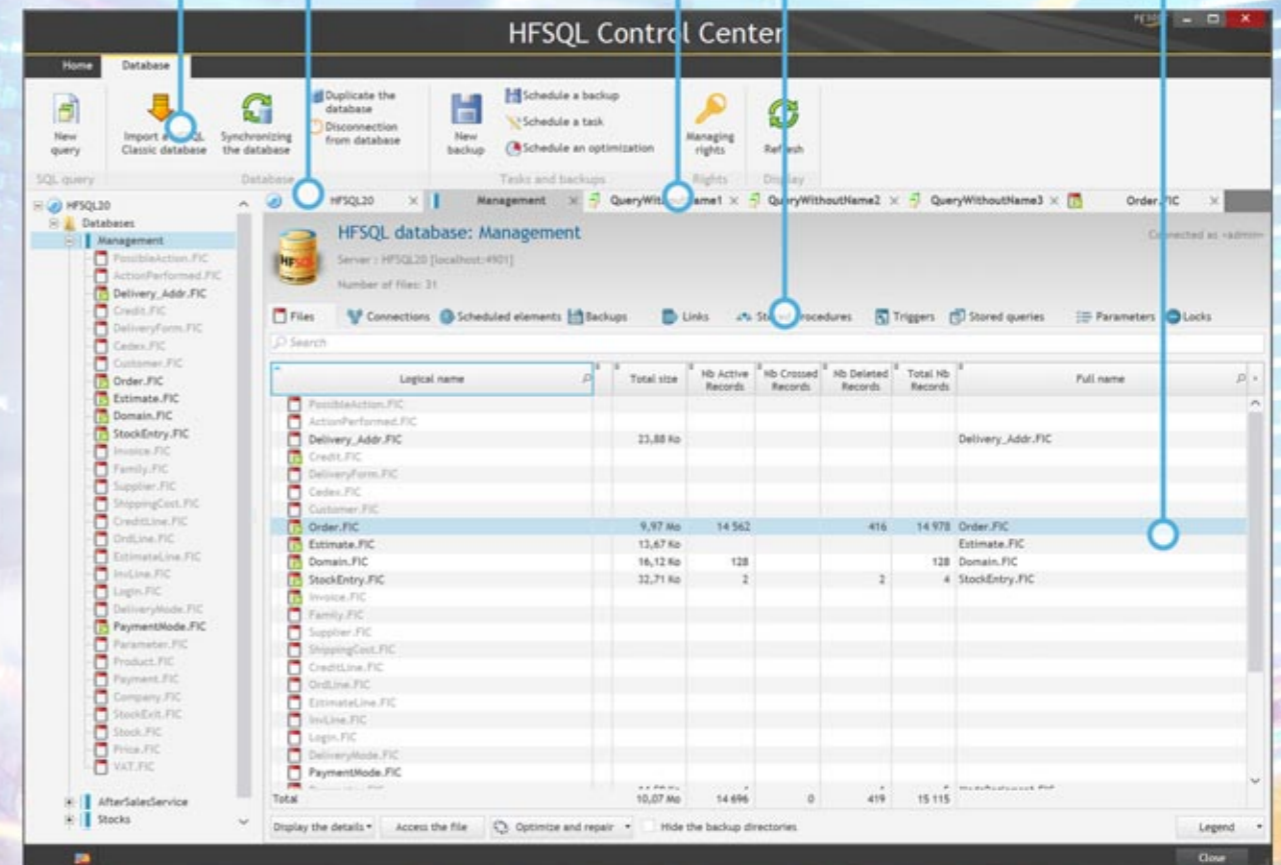 HFSQL Control Center
Home Database
New query
Import a HFSQL Classic database
Synchronizing the database
Duplicate the database
Disconnection from database
New backup
Schedule a backup
Schedule a task
Schedule an optimization
Managing rights
Refresh
SQL query Database Tasks and backups Rights Display
HFSQL20 Management QueryWithoutName1 QueryWithoutName2 QueryWithoutName3 Order.FIC
HFSQL20
Databases
Management
PossibleAction.FIC
ActionPerformed.FIC
Delivery_Addr.FIC
Credit.FIC
DeliveryForm.FIC
Cedex.FIC
Customer.FIC
Order.FIC
Estimate.FIC
Domain.FIC
StockEntry.FIC
Invoice.FIC
Family.FIC
Supplier.FIC
ShippingCost.FIC
CreditLine.FIC
OrdLine.FIC
EstimateLine.FIC
InvLine.FIC
Login.FIC
DeliveryMode.FIC
PaymentMode.FIC
Parameter.FIC
Product.FIC
Payment.FIC
Company.FIC
StockExit.FIC
Stock.FIC
Price.FIC
VAT.FIC
AfterSalesService
Stocks
HFSQL database: Management
Connected as <admin>
Server : HFSQL20 [localhost:4901]
Number of files: 31
Files Connections Scheduled elements Backups Links Stored procedures Triggers Stored queries Parameters Locks
Search
Logical name Total size Nb Active Records Nb Crossed Records Nb Deleted Records Total Nb Records Full name
PossibleAction.FIC
ActionPerformed.FIC
Delivery_Addr.FIC 23,88 Ko Delivery_Addr.FIC
Credit.FIC
DeliveryForm.FIC
Cedex.FIC
Customer.FIC
Order.FIC 9,97 Mo 14 562 416 14 978 Order.FIC
Estimate.FIC 13,67 Ko Estimate.FIC
Domain.FIC 16,12 Ko 128 128 Domain.FIC
StockEntry.FIC 32,71 Ko 2 2 4 StockEntry.FIC
Invoice.FIC
Family.FIC
Supplier.FIC
ShippingCost.FIC
CreditLine.FIC
OrdLine.FIC
EstimateLine.FIC
InvLine.FIC
Login.FIC
DeliveryMode.FIC
PaymentMode.FIC
Total 10,07 Mo 14 696 0 419 15 115
Display the details Access the file Optimize and repair Hide the backup directories Legend
Close